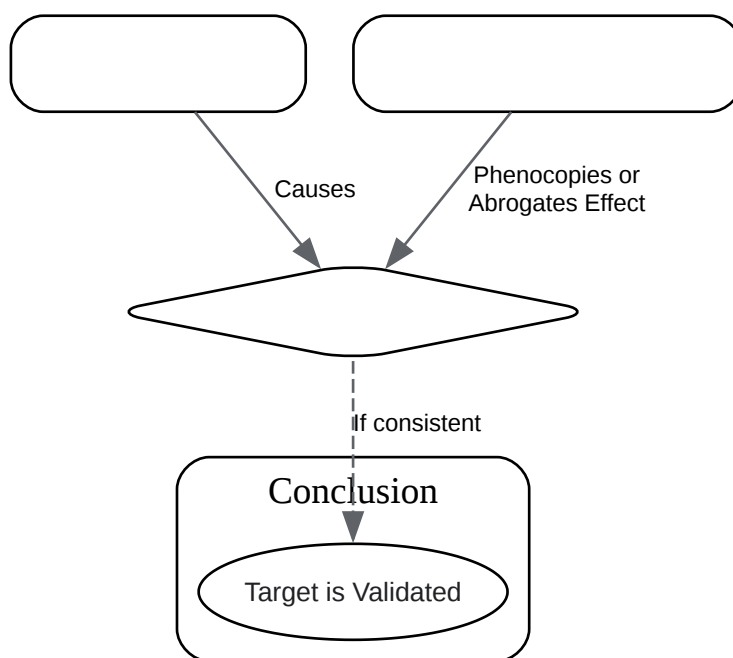 Causes
Phenocopies or
Abrogates Effect
If consistent
Conclusion
Target is Validated